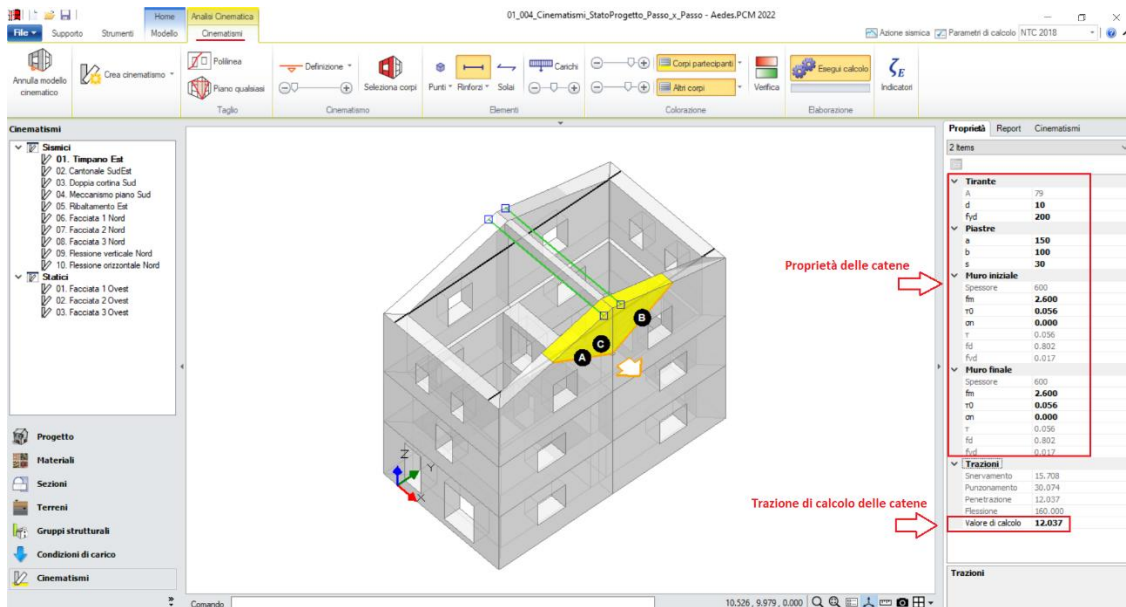 01_004_Cinematismi_StatoProgetto_Passo_x_Passo - Aedes.PCM 2022
Home
Analisi Cinematica
File
Supporto
Strumenti
Modello
Cinematismi
Azione sismica
Parametri di calcolo
NTC 2018
Annulla modello
cinematico
Crea cinematismo
Polilinea
Piano qualsiasi
Taglio
Definizione
Seleziona corpi
Cinematismo
Punti
Rinforzi
Solai
Carichi
Elementi
Corpi partecipanti
Altri corpi
Verifica
Colorazione
Esegui calcolo
Elaborazione
ζE
Indicatori
Cinematismi
Sismici
01. Timpano Est
02. Cantonale SudEst
03. Doppia cortina Sud
04. Meccanismo piano Sud
05. Ribaltamento Est
06. Facciata 1 Nord
07. Facciata 2 Nord
08. Facciata 3 Nord
09. Flessione verticale Nord
10. Flessione orizzontale Nord
Statici
01. Facciata 1 Ovest
02. Facciata 2 Ovest
03. Facciata 3 Ovest
Progetto
Materiali
Sezioni
Terreni
Gruppi strutturali
Condizioni di carico
Cinematismi
A
C
B
Z
Y
X
Proprietà delle catene
Trazione di calcolo delle catene
Proprietà
Report
Cinematismi
2 Items
Tirante
A 79
d 10
fyd 200
Piastre
a 150
b 100
s 30
Muro iniziale
Spessore 600
fm 2.600
τ0 0.056
σn 0.000
τ 0.056
fd 0.802
fvd 0.017
Muro finale
Spessore 600
fm 2.600
τ0 0.056
σn 0.000
τ 0.056
fd 0.802
fvd 0.017
Trazioni
Snervamento 15.708
Punzonamento 30.074
Penetrazione 12.037
Flessione 160.000
Valore di calcolo 12.037
Trazioni
Comando
10.526, 9.979, 0.000